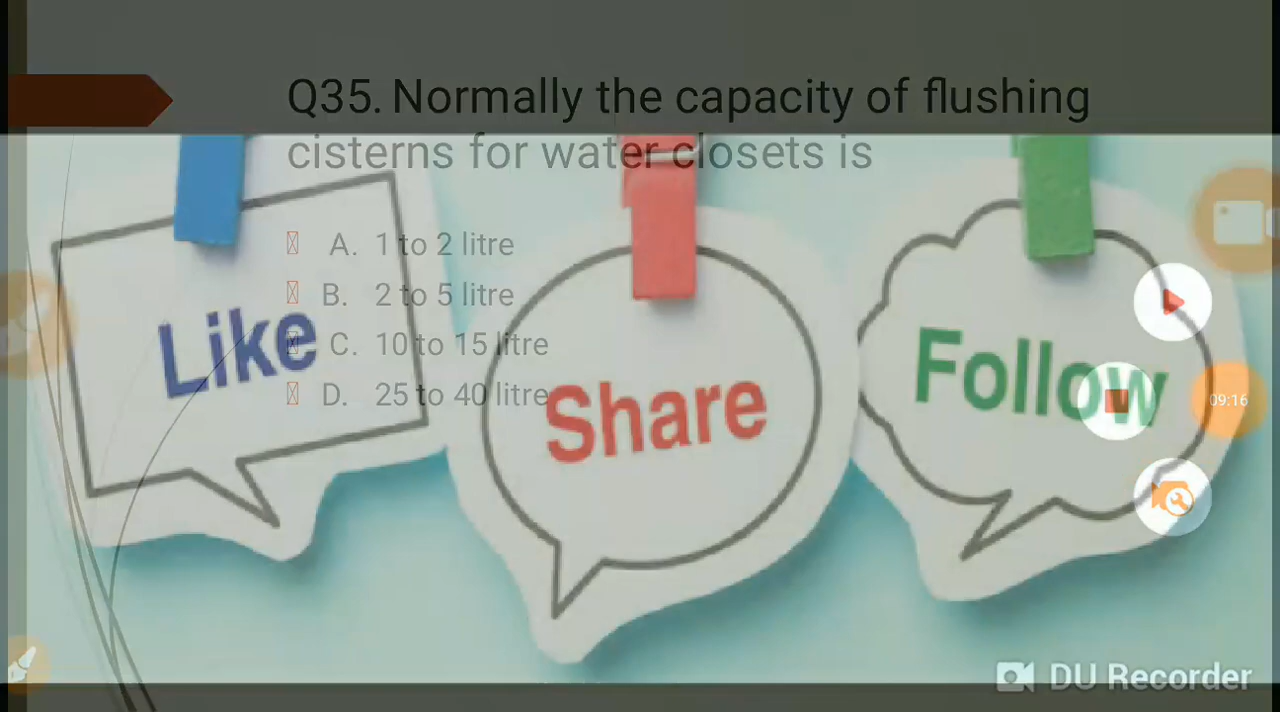 Q35. Normally the capacity of flushing
cisterns for water closets is
A. 1 to 2 litre
B. 2 to 5 litre
C. 10 to 15 litre
D. 25 to 40 litre
Like
Share
Follow
09:16
DU Recorder